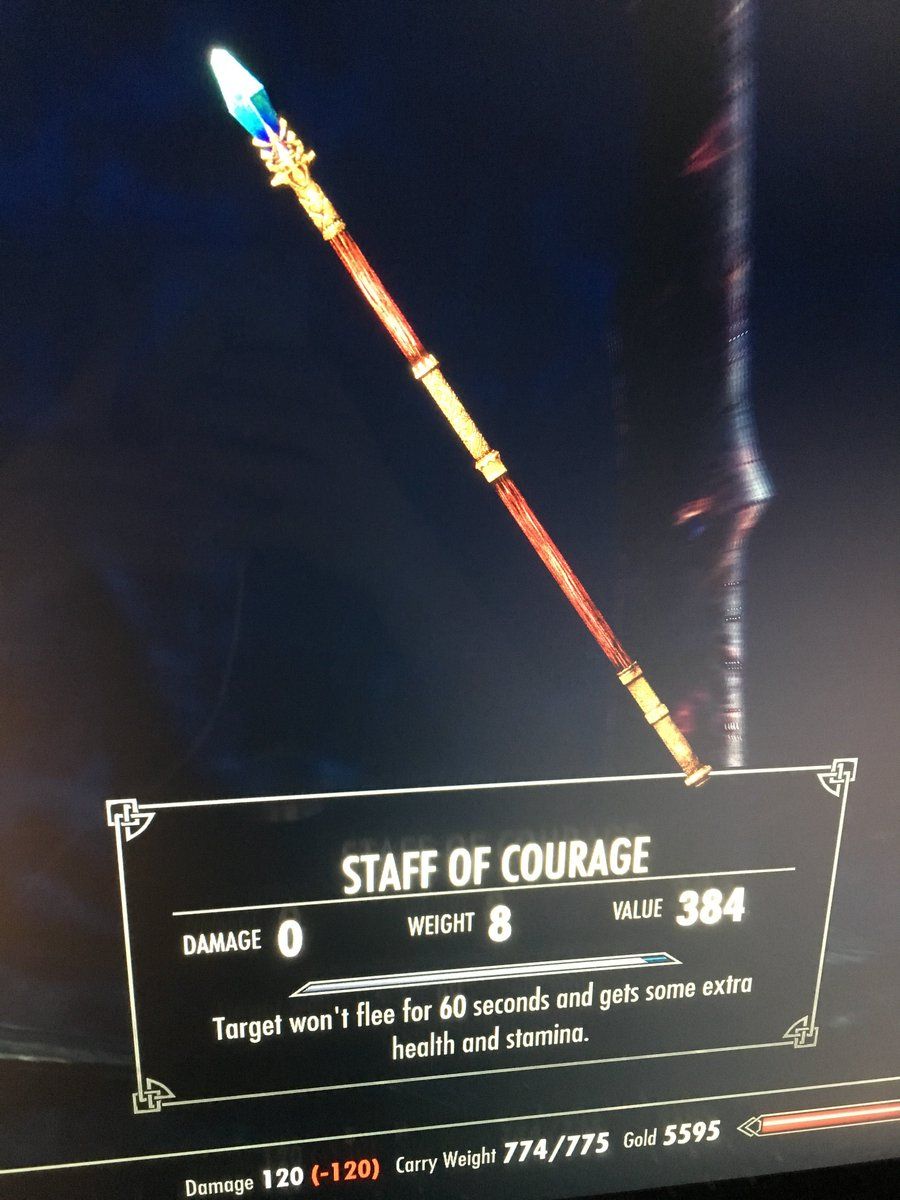 STAFF OF COURAGE
DAMAGE 0 WEIGHT 8 VALUE 384
Target won't flee for 60 seconds and gets some extra
health and stamina.
Damage 120 (-120) Carry Weight 774/775 Gold 5595